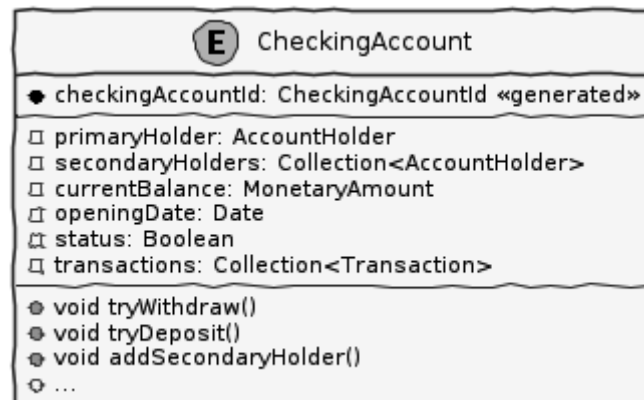 E CheckingAccount
checkingAccountId: CheckingAccountId «generated»
primaryHolder: AccountHolder
secondaryHolders: Collection<AccountHolder>
currentBalance: MonetaryAmount
openingDate: Date
status: Boolean
transactions: Collection<Transaction>
void tryWithdraw()
void tryDeposit()
void addSecondaryHolder()
...